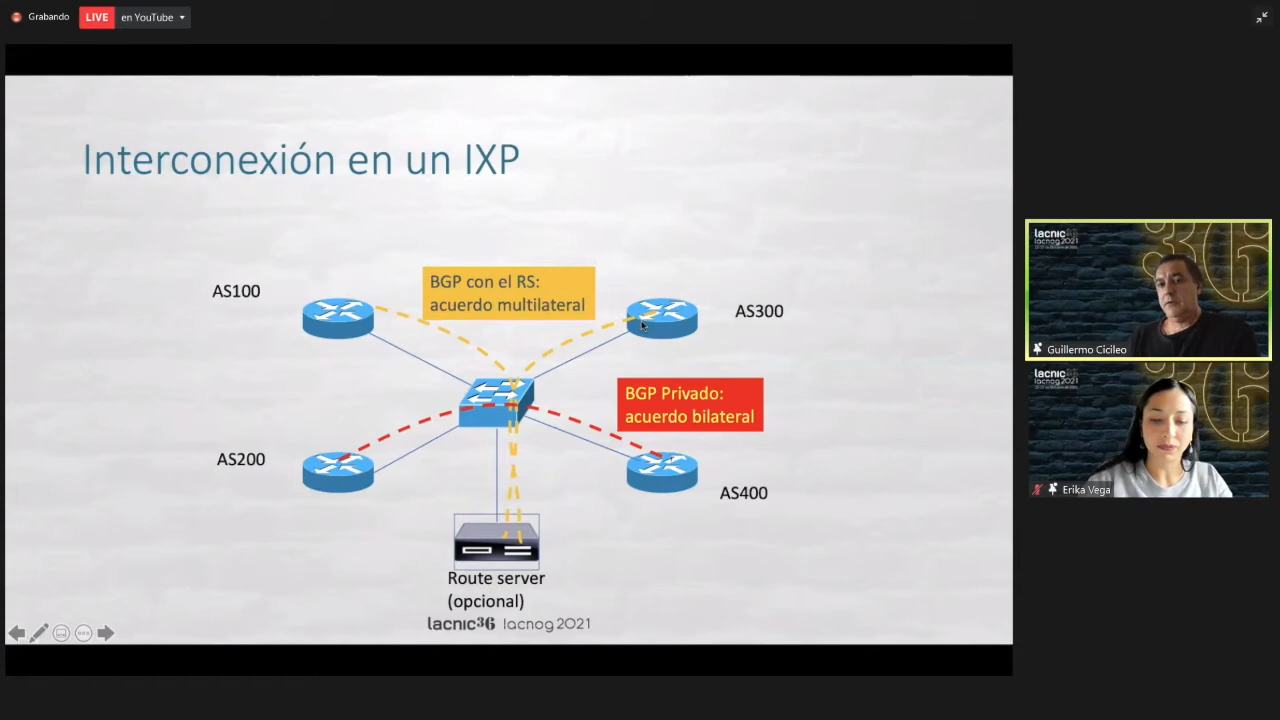 Grabando
LIVE en YouTube
Interconexión en un IXP
AS100
BGP con el RS:
acuerdo multilateral
AS300
BGP Privado:
acuerdo bilateral
AS200
AS400
Route server
(opcional)
lacnic36 lacnog 2021
lacnic36
lacnog 2021
36
Guillermo Cicileo
lacnic36
lacnog 2021
Erika Vega